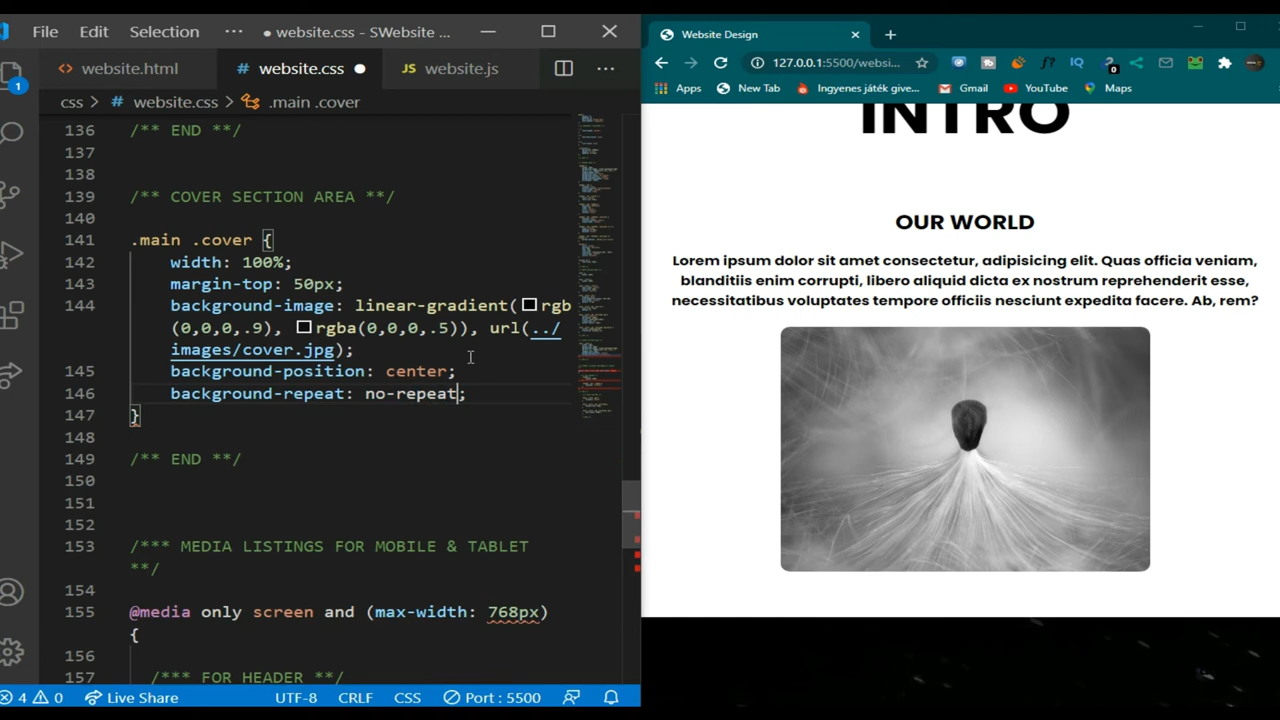 File Edit Selection ··· ● website.css - SWebsite ...
website.html # website.css ● JS website.js ···
1
css > # website.css > .main .cover
136 /** END **/
137
138
139 /** COVER SECTION AREA **/
140
141 .main .cover {
142 width: 100%;
143 margin-top: 50px;
144 background-image: linear-gradient(rgb
(0,0,0,.9), rgba(0,0,0,.5)), url(../
images/cover.jpg);
145 background-position: center;
146 background-repeat: no-repeat;
147 }
148
149 /** END **/
150
151
152
153 /*** MEDIA LISTINGS FOR MOBILE & TABLET
**/
154
155 @media only screen and (max-width: 768px)
{
156
157 /*** FOR HEADER **/
4 0 Live Share UTF-8 CRLF CSS Port : 5500
Website Design
127.0.0.1:5500/websi... f? IQ 0
Apps New Tab Ingyenes játék give... Gmail YouTube Maps
INTRO
OUR WORLD
Lorem ipsum dolor sit amet consectetur, adipisicing elit. Quas officia veniam,
blanditiis enim corrupti, libero aliquid dicta ex nostrum reprehenderit esse,
necessitatibus voluptates tempore officiis nesciunt expedita facere. Ab, rem?